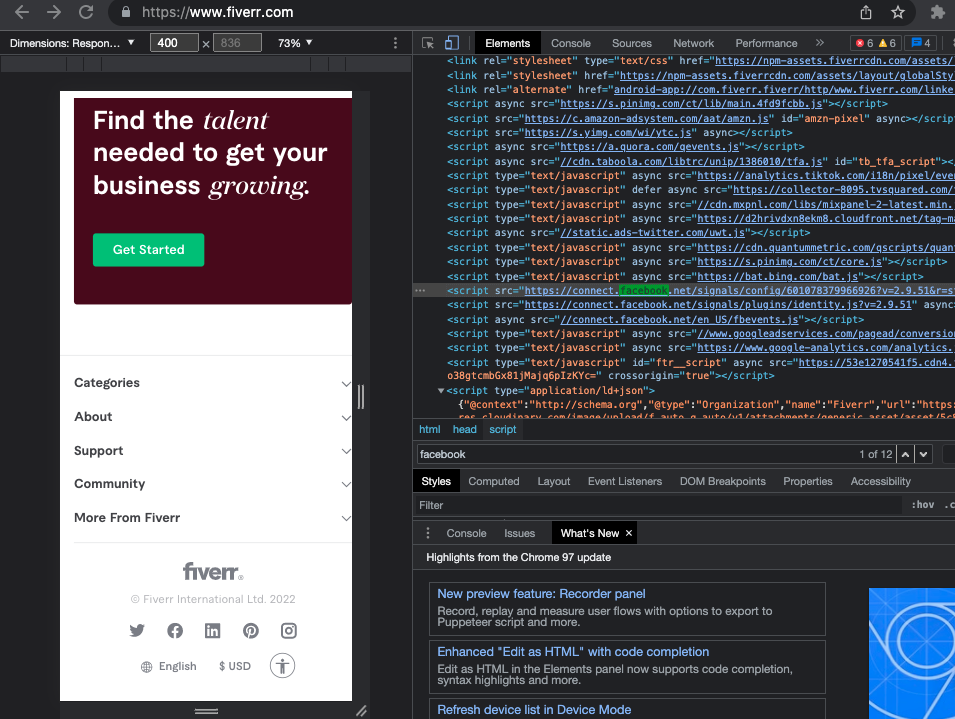 https://www.fiverr.com
Dimensions: Respon... ▼ 400 × 836 73% ▼
Elements Console Sources Network Performance » 6 6 4
Find the talent
needed to get your
business growing.
Get Started
Categories
About
Support
Community
More From Fiverr
fiverr.
© Fiverr International Ltd. 2022
English $ USD
<link rel="stylesheet" type="text/css" href="https://npm-assets.fiverrcdn.com/assets/
<link rel="stylesheet" href="https://npm-assets.fiverrcdn.com/assets/layout/globalSty
<link rel="alternate" href="android-app://com.fiverr.fiverr/http/www.fiverr.com/linke
<script async src="https://s.pinimg.com/ct/lib/main.4fd9fcbb.js"></script>
<script src="https://c.amazon-adsystem.com/aat/amzn.js" id="amzn-pixel" async></scrip
<script src="https://s.yimg.com/wi/ytc.js" async></script>
<script src="https://a.quora.com/qevents.js"></script>
<script async src="//cdn.taboola.com/libtrc/unip/1386010/tfa.js" id="tb_tfa_script"></
<script type="text/javascript" async src="https://analytics.tiktok.com/i18n/pixel/even
<script type="text/javascript" defer async src="https://collector-8095.tvsquared.com/
<script type="text/javascript" async src="//cdn.mxpnl.com/libs/mixpanel-2-latest.min.
<script type="text/javascript" async src="https://d2hrivdxn8ekm8.cloudfront.net/tag-ma
<script async src="//static.ads-twitter.com/uwt.js"></script>
<script type="text/javascript" async src="https://cdn.quantummetric.com/qscripts/quan
<script type="text/javascript" async src="https://s.pinimg.com/ct/core.js"></script>
<script type="text/javascript" async src="https://bat.bing.com/bat.js"></script>
<script src="https://connect.facebook.net/signals/config/601078379966926?v=2.9.51&r=s
<script src="https://connect.facebook.net/signals/plugins/identity.js?v=2.9.51" async>
<script async src="//connect.facebook.net/en_US/fbevents.js"></script>
<script type="text/javascript" async src="//www.googleadservices.com/pagead/conversion
<script type="text/javascript" async src="https://www.google-analytics.com/analytics.
<script type="text/javascript" id="ftr__script" async src="https://53e1270541f5.cdn4.
o38gtcmbGx81jMajq6pIzKYc=" crossorigin="true"></script>
▼<script type="application/ld+json">
{"@context":"http://schema.org","@type":"Organization","name":"Fiverr","url":"https:
html head script
facebook 1 of 12
Styles Computed Layout Event Listeners DOM Breakpoints Properties Accessibility
Filter :hov .c
Console Issues What's New ×
Highlights from the Chrome 97 update
New preview feature: Recorder panel
Record, replay and measure user flows with options to export to
Puppeteer script and more.
Enhanced "Edit as HTML" with code completion
Edit as HTML in the Elements panel now supports code completion,
syntax highlights and more.
Refresh device list in Device Mode